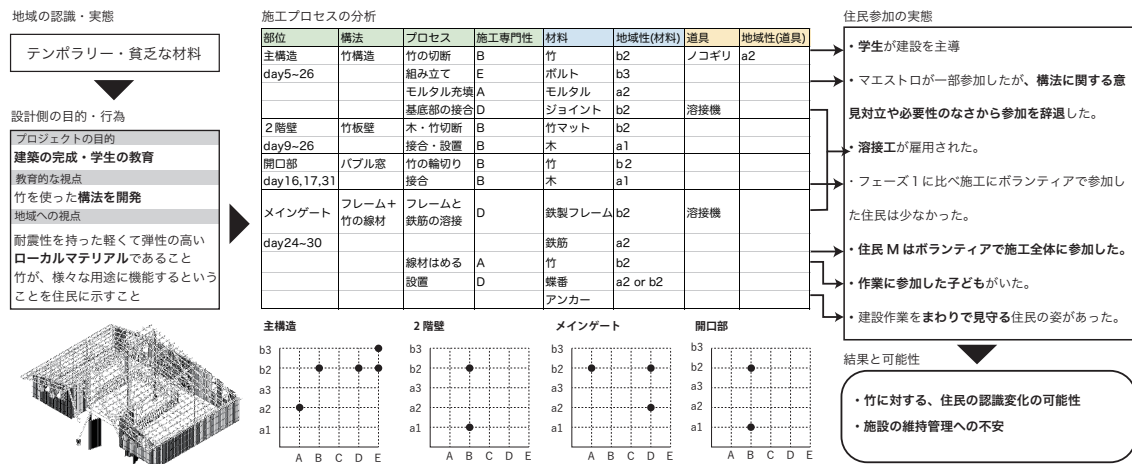 地域の認識・実態
テンポラリー・貧乏な材料
設計側の目的・行為
プロジェクトの目的
建築の完成・学生の教育
教育的な視点
竹を使った構法を開発
地域への視点
耐震性を持った軽くて弾性の高い
ローカルマテリアルであること
竹が、様々な用途に機能するという
ことを住民に示すこと
施工プロセスの分析
部位 構法 プロセス 施工専門性 材料 地域性(材料) 道具 地域性(道具)
主構造 竹構造 竹の切断 B 竹 b2 ノコギリ a2
day5~26 組み立て E ボルト b3
モルタル充填 A モルタル a2
基底部の接合 D ジョイント b2 溶接機
2階壁 竹板壁 木・竹切断 B 竹マット b2
day9~26 接合・設置 B 木 a1
開口部 バブル窓 竹の輪切り B 竹 b2
day16,17,31 接合 B 木 a1
メインゲート フレーム+ 竹の線材 フレームと 鉄筋の溶接 D 鉄製フレーム b2 溶接機
day24~30 鉄筋 a2
線材はめる A 竹 b2
設置 D 蝶番 a2 or b2
アンカー
主構造
b3
b2
a3
a2
a1
A B C D E
2階壁
b3
b2
a3
a2
a1
A B C D E
メインゲート
b3
b2
a3
a2
a1
A B C D E
開口部
b3
b2
a3
a2
a1
A B C D E
住民参加の実態
・学生が建設を主導
・マエストロが一部参加したが、構法に関する意
見対立や必要性のなさから参加を辞退した。
・溶接工が雇用された。
・フェーズ1に比べ施工にボランティアで参加し
た住民は少なかった。
・住民 M はボランティアで施工全体に参加した。
・作業に参加した子どもがいた。
・建設作業をまわりで見守る住民の姿があった。
結果と可能性
・竹に対する、住民の認識変化の可能性
・施設の維持管理への不安